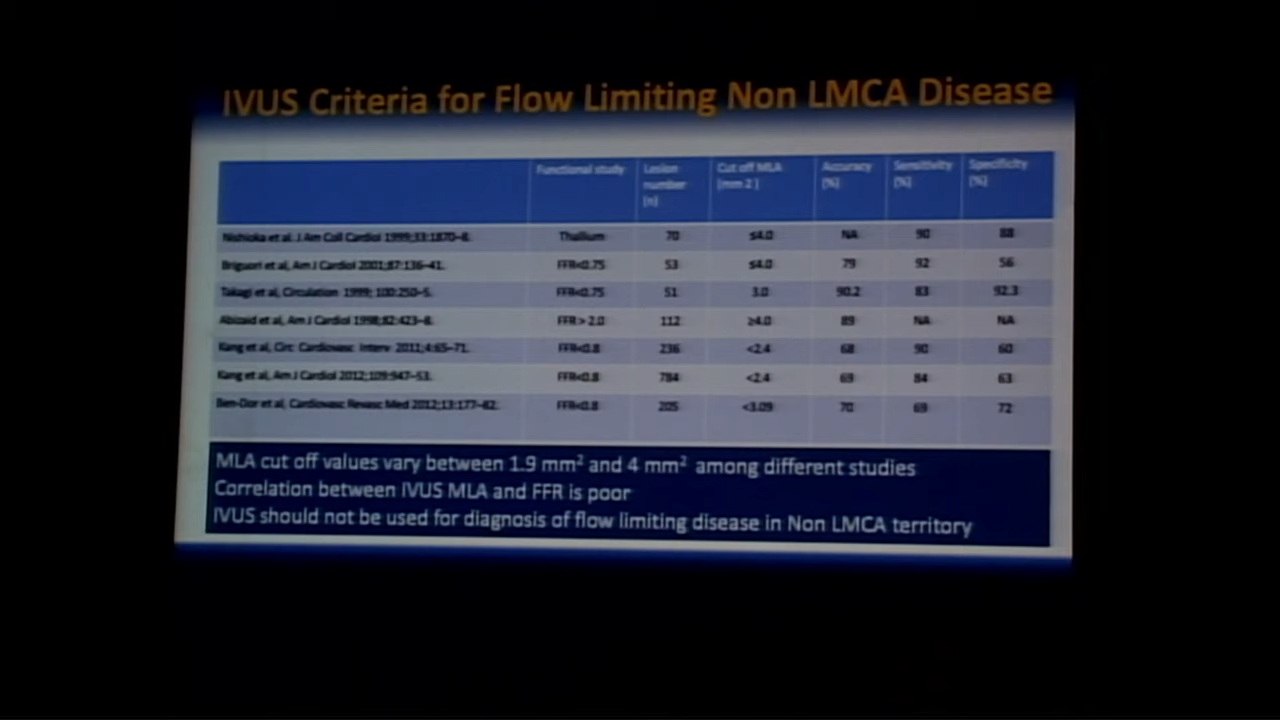 IVUS Criteria for Flow Limiting Non LMCA Disease
Functional study Lesion number (n) Cut off MLA (mm 2) Accuracy (%) Sensitivity (%) Specificity (%)
Nishioka et al. J Am Coll Cardiol 1999;33:1870–8. Thallium 70 ≤4.0 NA 90 88
Briguori et al, Am J Cardiol 2001;87:136–41. FFR<0.75 53 ≤4.0 79 92 56
Takagi et al, Circulation 1999; 100:250–5. FFR<0.75 51 3.0 90.2 83 92.3
Abizaid et al, Am J Cardiol 1998;82:423–8. FFR > 2.0 112 ≥4.0 89 NA NA
Kang et al, Circ Cardiovasc Interv 2011;4:65–71. FFR<0.8 236 <2.4 68 90 60
Kang et al, Am J Cardiol 2012;109:947–53. FFR<0.8 784 <2.4 69 84 63
Ben-Dor et al, Cardiovasc Revasc Med 2012;13:177–82. FFR<0.8 205 <3.09 70 69 72
MLA cut off values vary between 1.9 mm² and 4 mm² among different studies
Correlation between IVUS MLA and FFR is poor
IVUS should not be used for diagnosis of flow limiting disease in Non LMCA territory